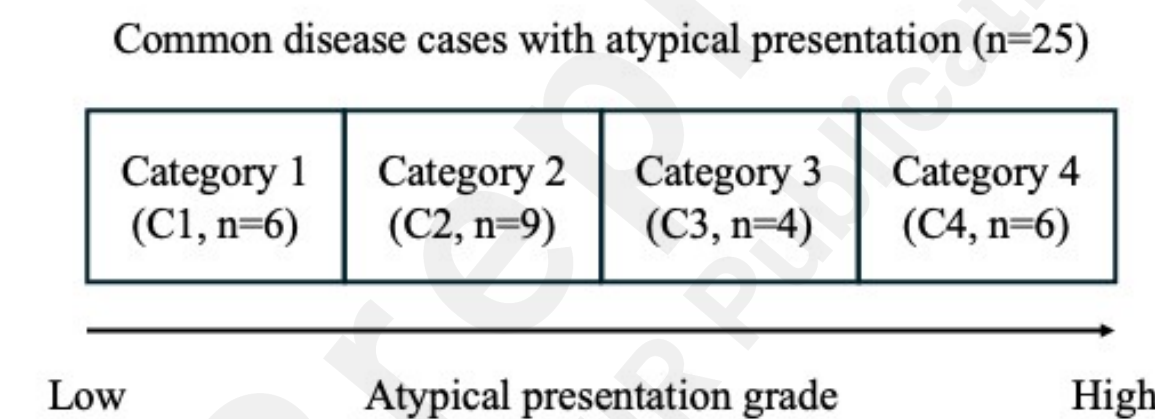 Common disease cases with atypical presentation (n=25)
Category 1
(C1, n=6)
Category 2
(C2, n=9)
Category 3
(C3, n=4)
Category 4
(C4, n=6)
Low
Atypical presentation grade
High